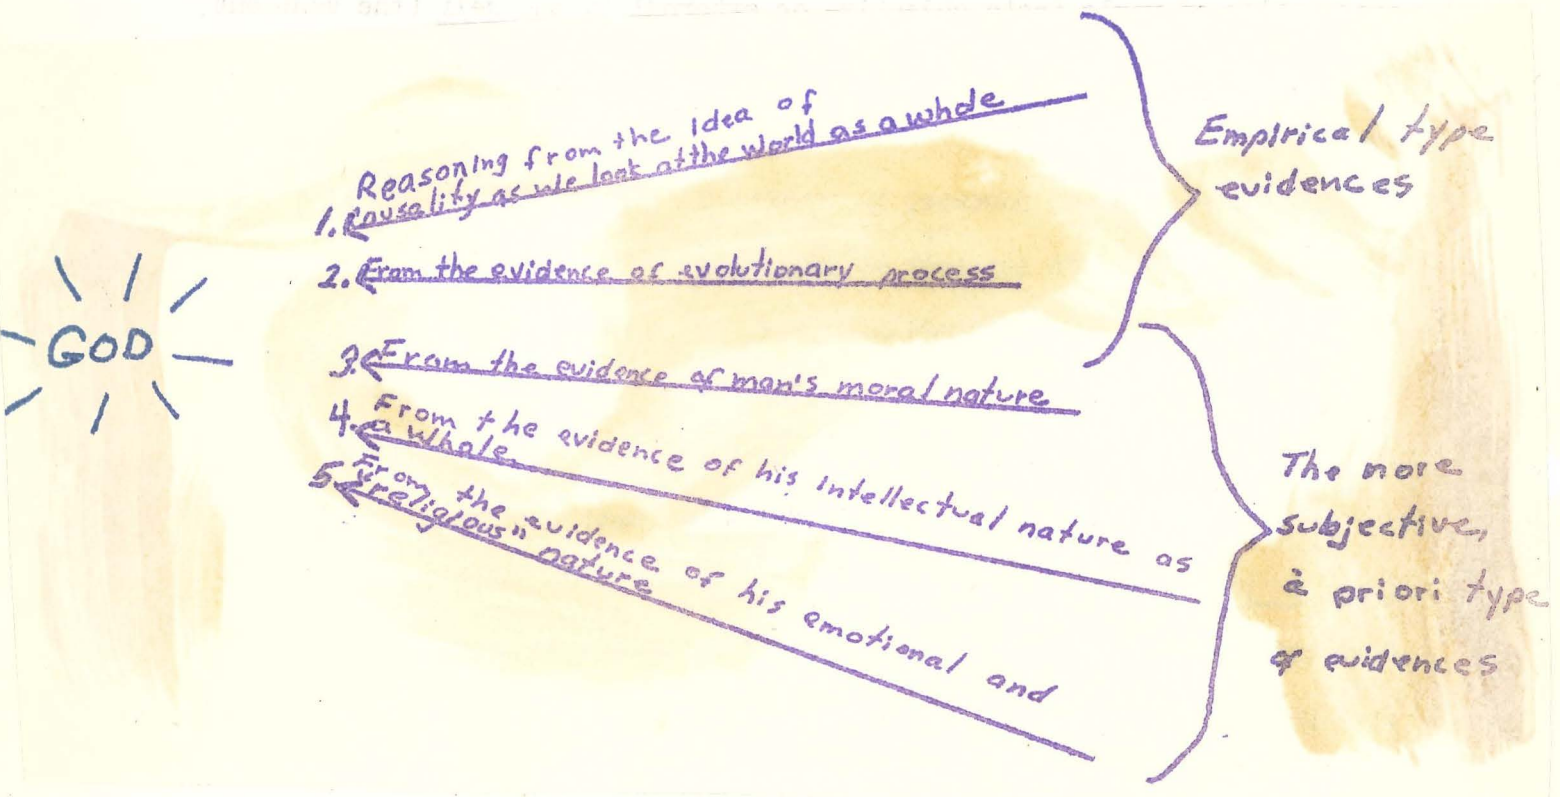 GOD
Reasoning from the idea of
1. Causality as we look at the world as a whole
2. From the evidence of evolutionary process
3. From the evidence of man's moral nature
4. From the evidence of his intellectual nature as
a whole.
5. From the evidence of his emotional and
"religious" nature
Empirical type
evidences
The more
subjective,
à priori type
of evidences